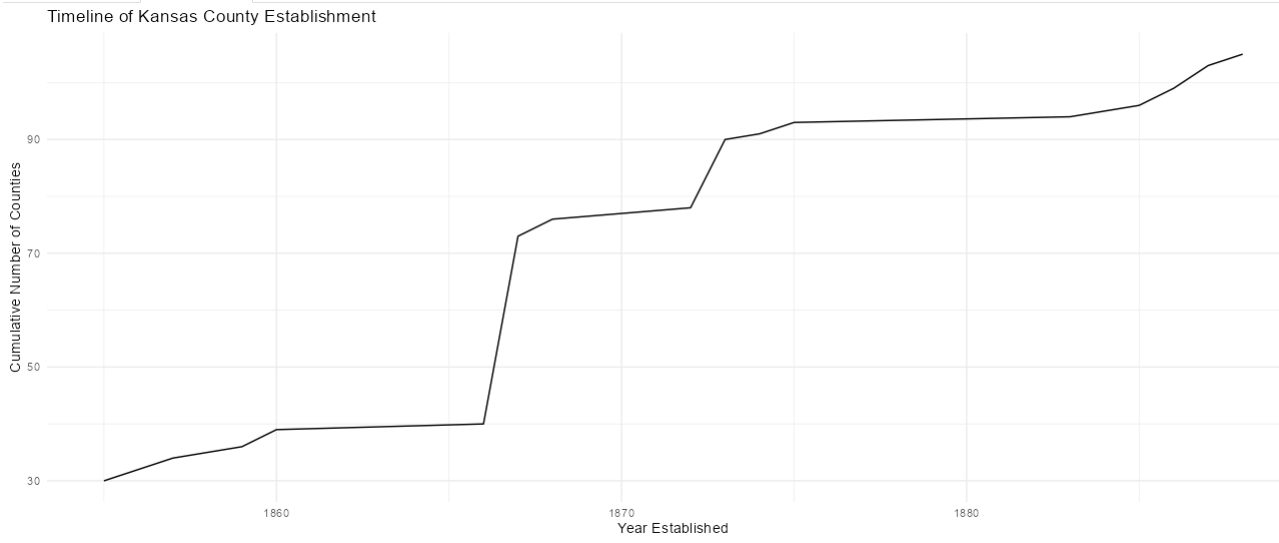 Timeline of Kansas County Establishment
Cumulative Number of Counties
90
70
50
30
1860
1870
1880
Year Established